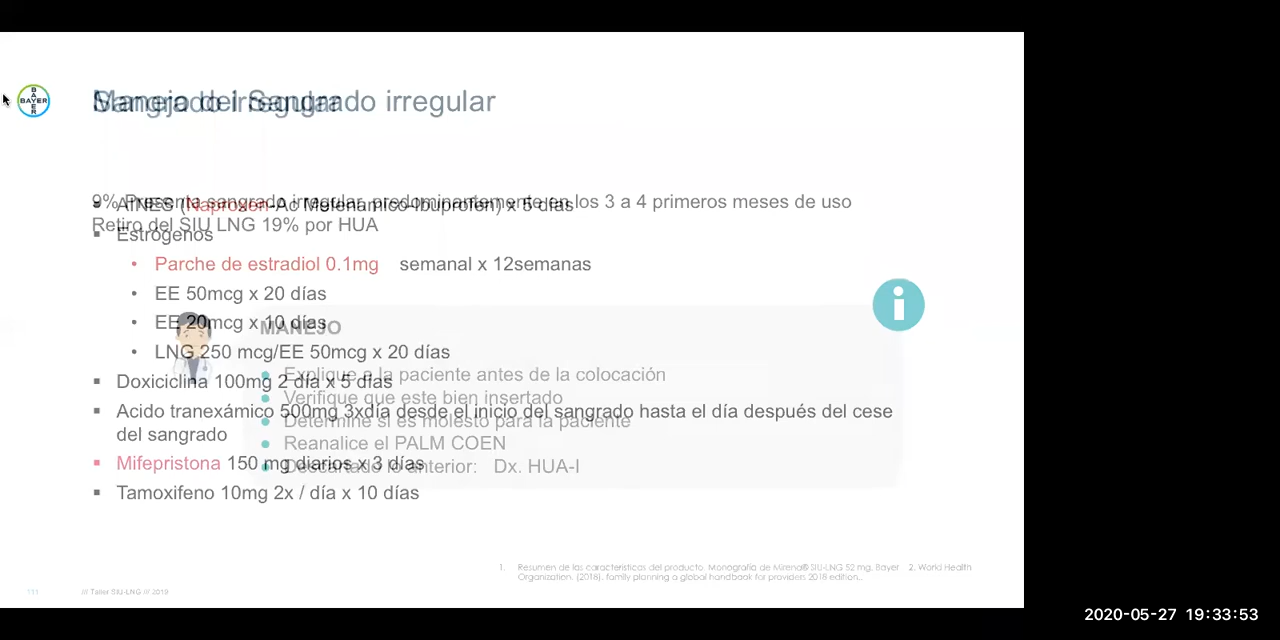 BAYER
Manejo del Sangrado irregular
Sangrado irregular
9% Presenta sangrado irregular, predominantemente en los 3 a 4 primeros meses de uso
Retiro del SIU LNG 19% por HUA
▪ AINES (Naproxen-Ac Mefenamico-Ibuprofen) x 5 días
▪ Estrógenos
• Parche de estradiol 0.1mg semanal x 12semanas
• EE 50mcg x 20 días
• EE 20mcg x 10 días
• LNG 250 mcg/EE 50mcg x 20 días
▪ Doxiciclina 100mg 2 día x 5 días
▪ Acido tranexámico 500mg 3xdía desde el inicio del sangrado hasta el día después del cese
del sangrado
▪ Mifepristona 150 mg diarios x 3 días
▪ Tamoxifeno 10mg 2x / día x 10 días
MANEJO
● Explique a la paciente antes de la colocación
● Verifique que este bien insertado
● Determine si es molesto para la paciente
● Reanalice el PALM COEN
● Descartado lo anterior: Dx. HUA-I
1. Resumen de las características del producto. Monografía de Mirena® SIU-LNG 52 mg. Bayer 2. World Health
Organization. (2018). family planning a global handbook for providers 2018 edition..
111
/// Taller SIU-LNG /// 2019
2020-05-27 19:33:53